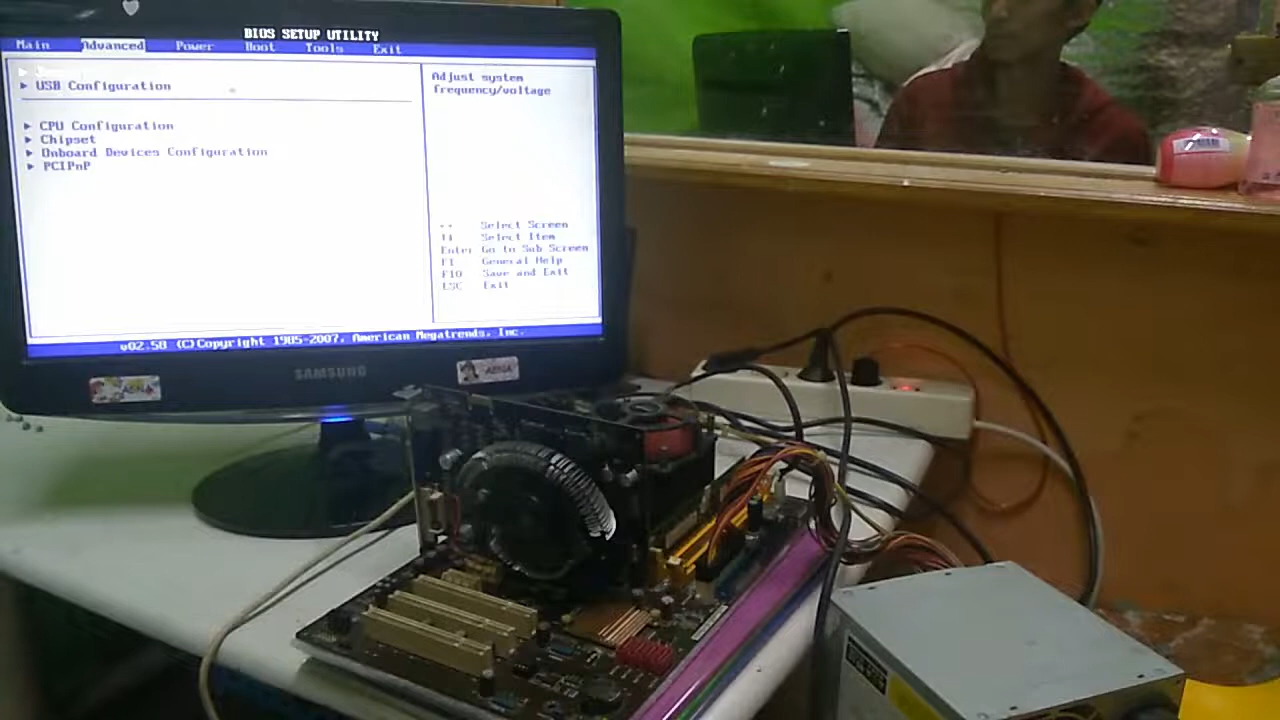 BIOS SETUP UTILITY
Main Advanced Power Boot Tools Exit
USB Configuration
CPU Configuration
Chipset
Onboard Devices Configuration
PCIPnP
Adjust system
frequency/voltage
Select Screen
Select Item
Enter Go to Sub Screen
F1 General Help
F10 Save and Exit
ESC Exit
v02.58 (C)Copyright 1985-2007, American Megatrends, Inc.
SAMSUNG